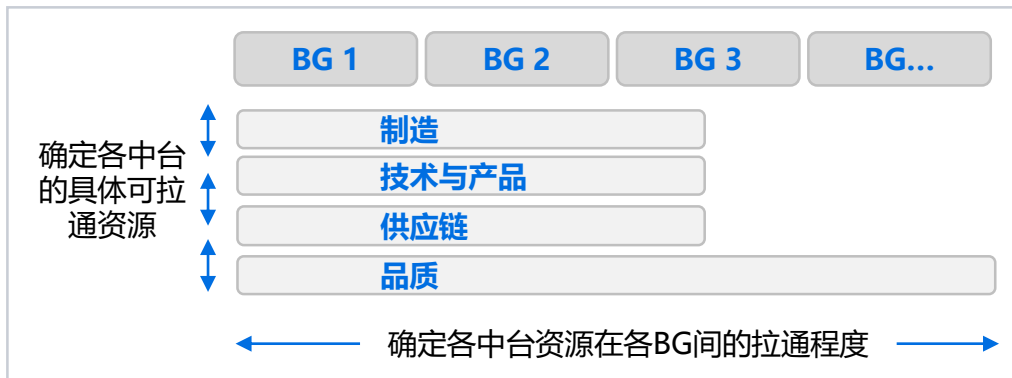 BG 1
BG 2
BG 3
BG…
确定各中台
的具体可拉
通资源
制造
技术与产品
供应链
品质
确定各中台资源在各BG间的拉通程度